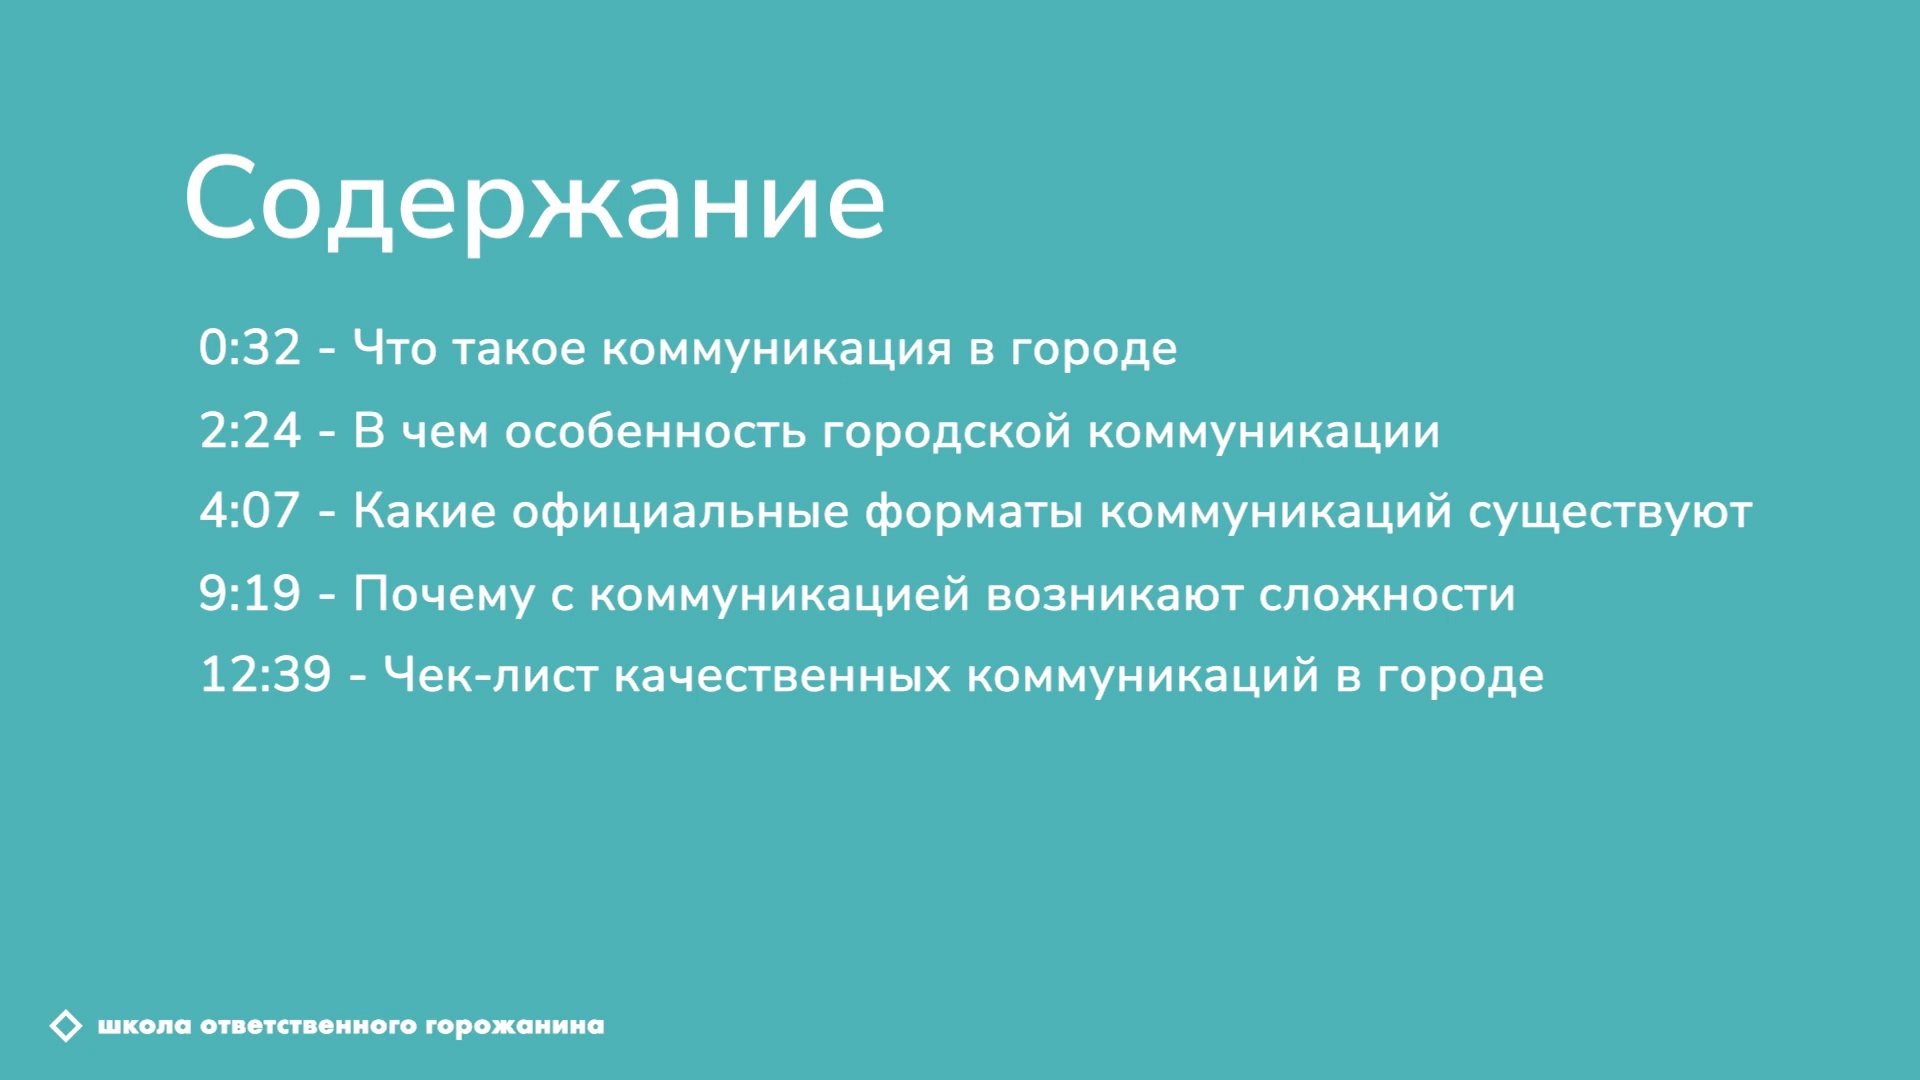 Содержание
0:32 - Что такое коммуникация в городе
2:24 - В чем особенность городской коммуникации
4:07 - Какие официальные форматы коммуникаций существуют
9:19 - Почему с коммуникацией возникают сложности
12:39 - Чек-лист качественных коммуникаций в городе
школа ответственного горожанина